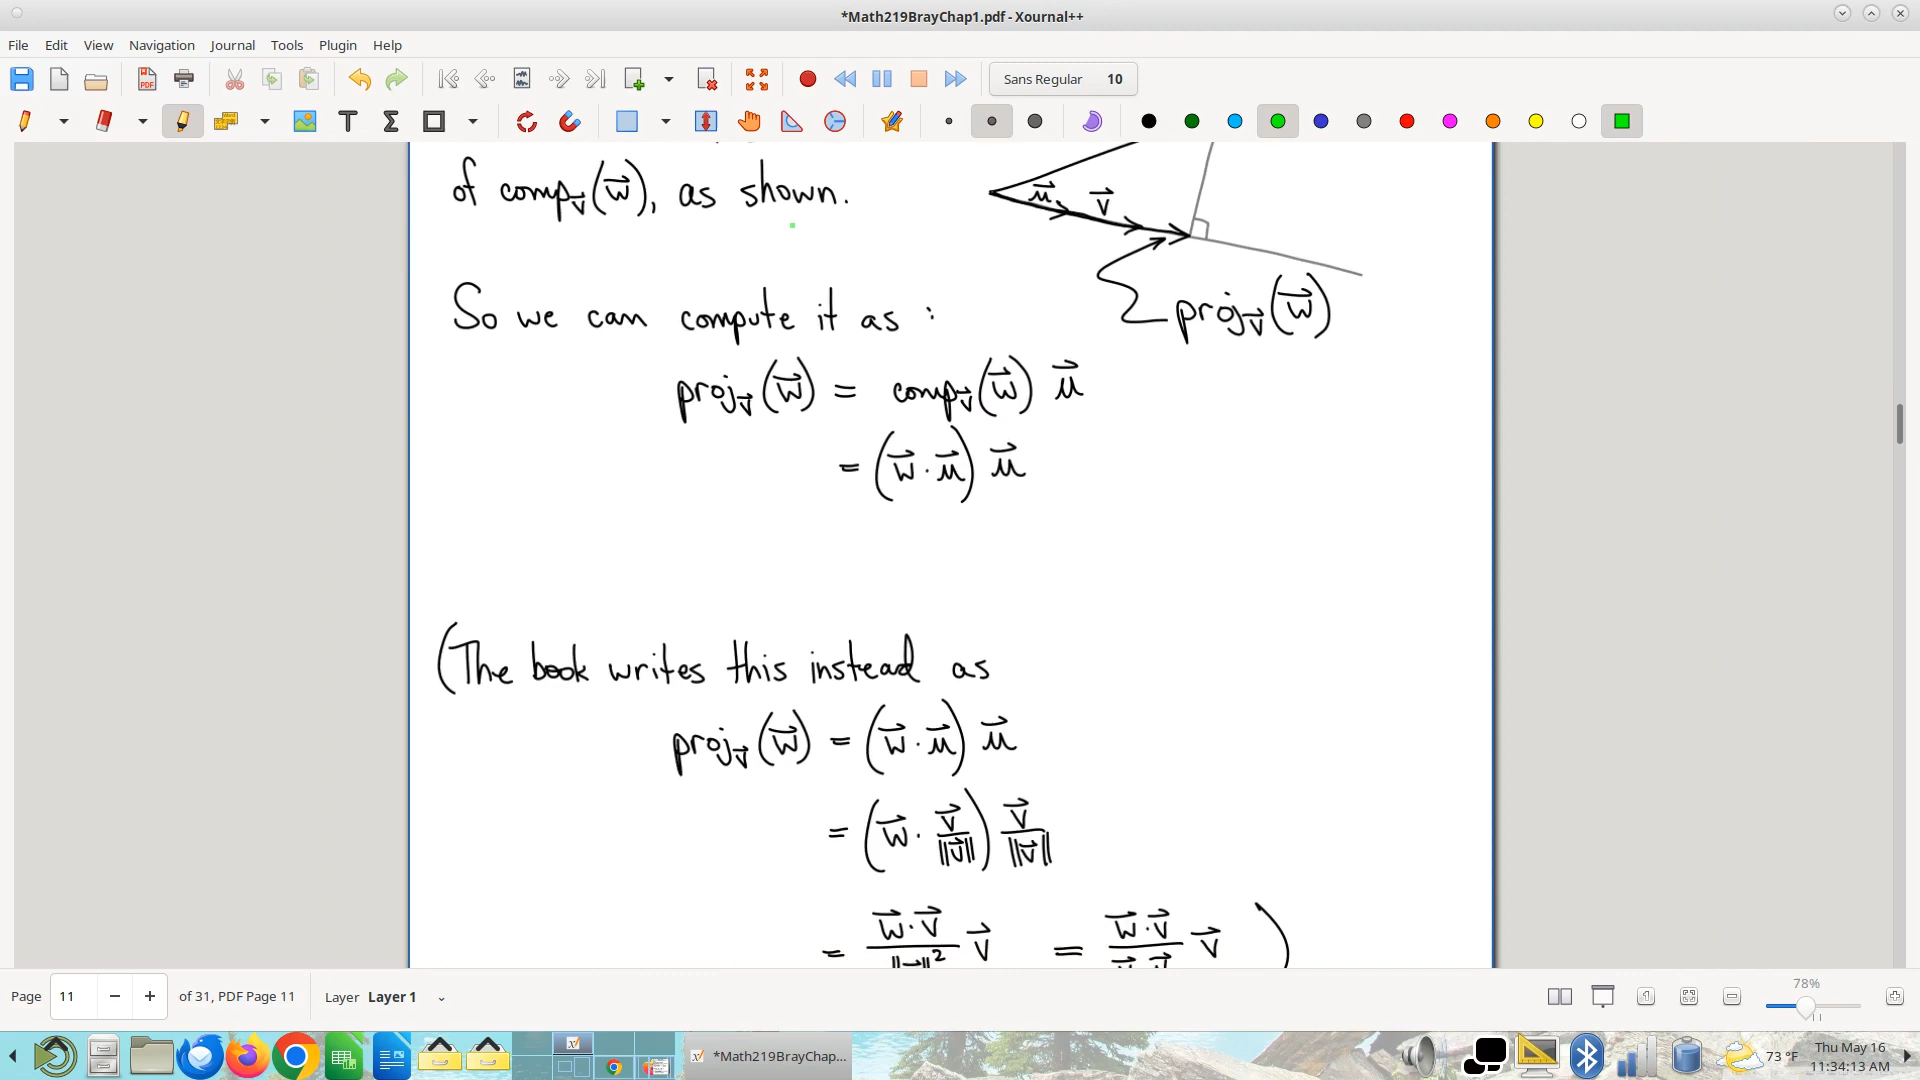 *Math219BrayChap1.pdf - Xournal++
File Edit View Navigation Journal Tools Plugin Help
Sans Regular 10
of comp_v⃗(w⃗), as shown.
u⃗ v⃗
proj_v⃗(w⃗)
So we can compute it as :
proj_v⃗(w⃗) = comp_v⃗(w⃗) u⃗
= (w⃗ · u⃗) u⃗
(The book writes this instead as
proj_v⃗(w⃗) = (w⃗ · u⃗) u⃗
= (w⃗ · v⃗/||v⃗||) v⃗/||v⃗||
= w⃗·v⃗/||v⃗||² v⃗ = w⃗·v⃗/v⃗·v⃗ v⃗ )
Page 11 of 31, PDF Page 11 Layer Layer 1 78%
*Math219BrayChap... 73 °F Thu May 16
11:34:13 AM